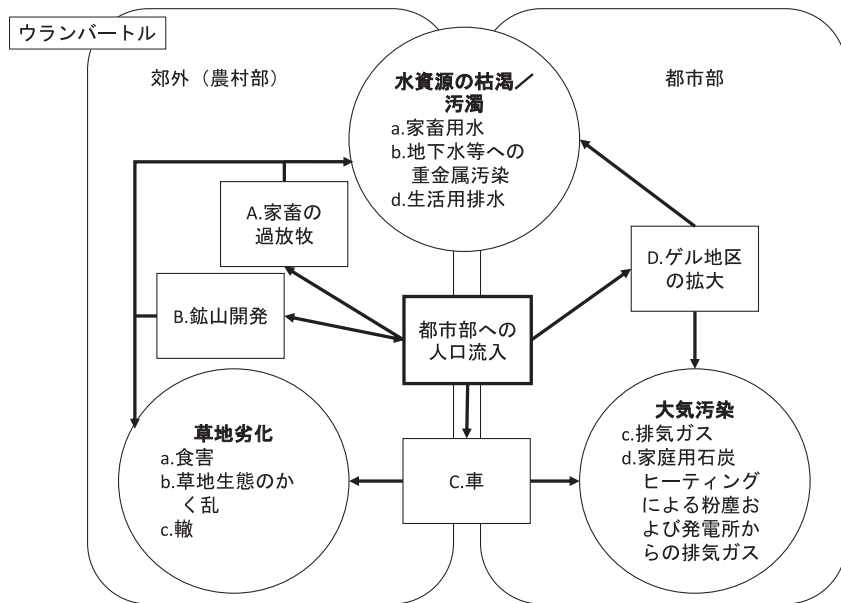 ウランバートル
郊外（農村部）
都市部
水資源の枯渇／
汚濁
a.家畜用水
b.地下水等への
重金属汚染
d.生活用排水
A.家畜の
過放牧
B.鉱山開発
都市部への
人口流入
D.ゲル地区
の拡大
草地劣化
a.食害
b.草地生態のか
く乱
c.轍
C.車
大気汚染
c.排気ガス
d.家庭用石炭
ヒーティング
による粉塵お
よび発電所か
らの排気ガス